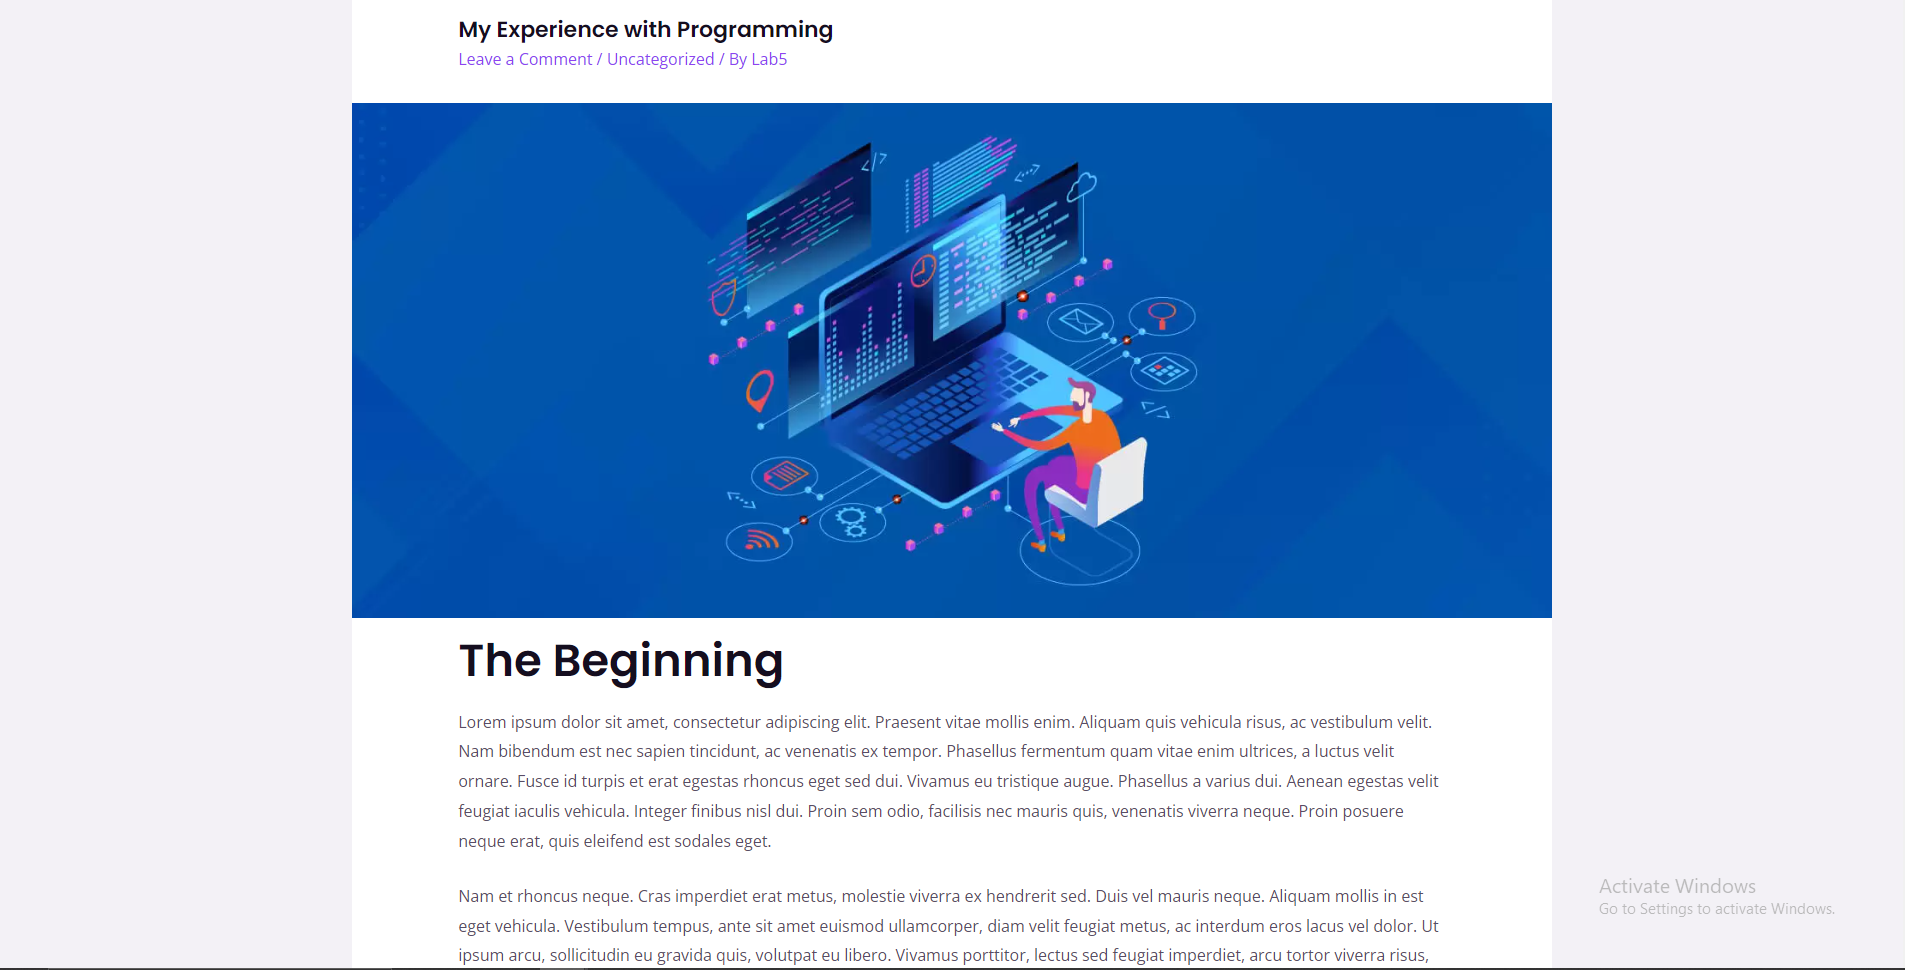 My Experience with Programming
Leave a Comment / Uncategorized / By Lab5
The Beginning
Lorem ipsum dolor sit amet, consectetur adipiscing elit. Praesent vitae mollis enim. Aliquam quis vehicula risus, ac vestibulum velit.
Nam bibendum est nec sapien tincidunt, ac venenatis ex tempor. Phasellus fermentum quam vitae enim ultrices, a luctus velit
ornare. Fusce id turpis et erat egestas rhoncus eget sed dui. Vivamus eu tristique augue. Phasellus a varius dui. Aenean egestas velit
feugiat iaculis vehicula. Integer finibus nisl dui. Proin sem odio, facilisis nec mauris quis, venenatis viverra neque. Proin posuere
neque erat, quis eleifend est sodales eget.
Nam et rhoncus neque. Cras imperdiet erat metus, molestie viverra ex hendrerit sed. Duis vel mauris neque. Aliquam mollis in est
eget vehicula. Vestibulum tempus, ante sit amet euismod ullamcorper, diam velit feugiat metus, ac interdum eros lacus vel dolor. Ut
ipsum arcu, sollicitudin eu gravida quis, volutpat eu libero. Vivamus porttitor, lectus sed feugiat imperdiet, arcu tortor viverra risus,
Activate Windows
Go to Settings to activate Windows.